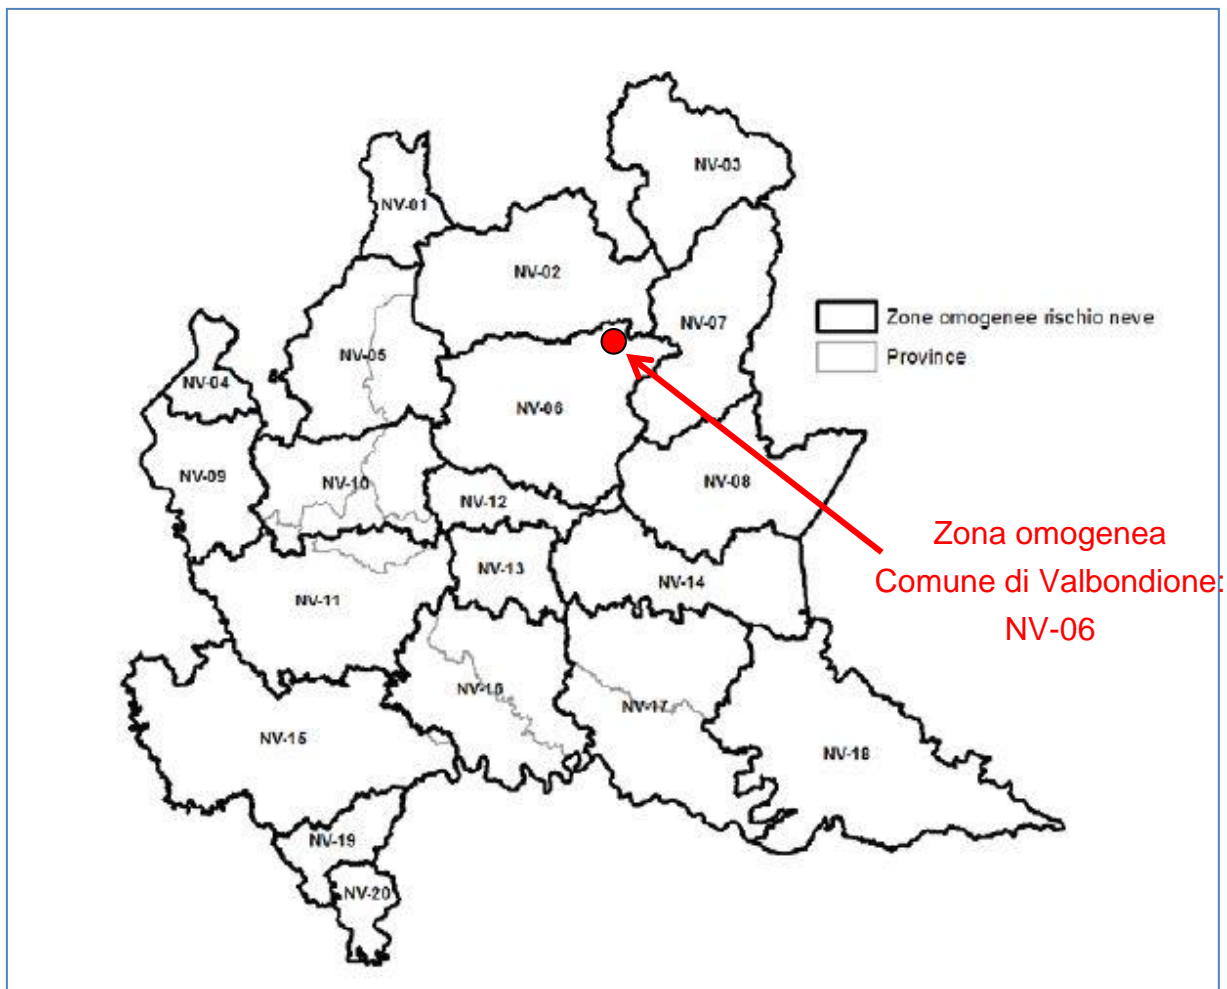 NV-03
NV-01
NV-02
NV-07
Zone omogenee rischio neve
Province
NV-05
NV-04
NV-06
NV-09
NV-10
NV-08
NV-12
Zona omogenea
Comune di Valbondione:
NV-06
NV-13
NV-14
NV-11
NV-16
NV-17
NV-15
NV-18
NV-19
NV-20